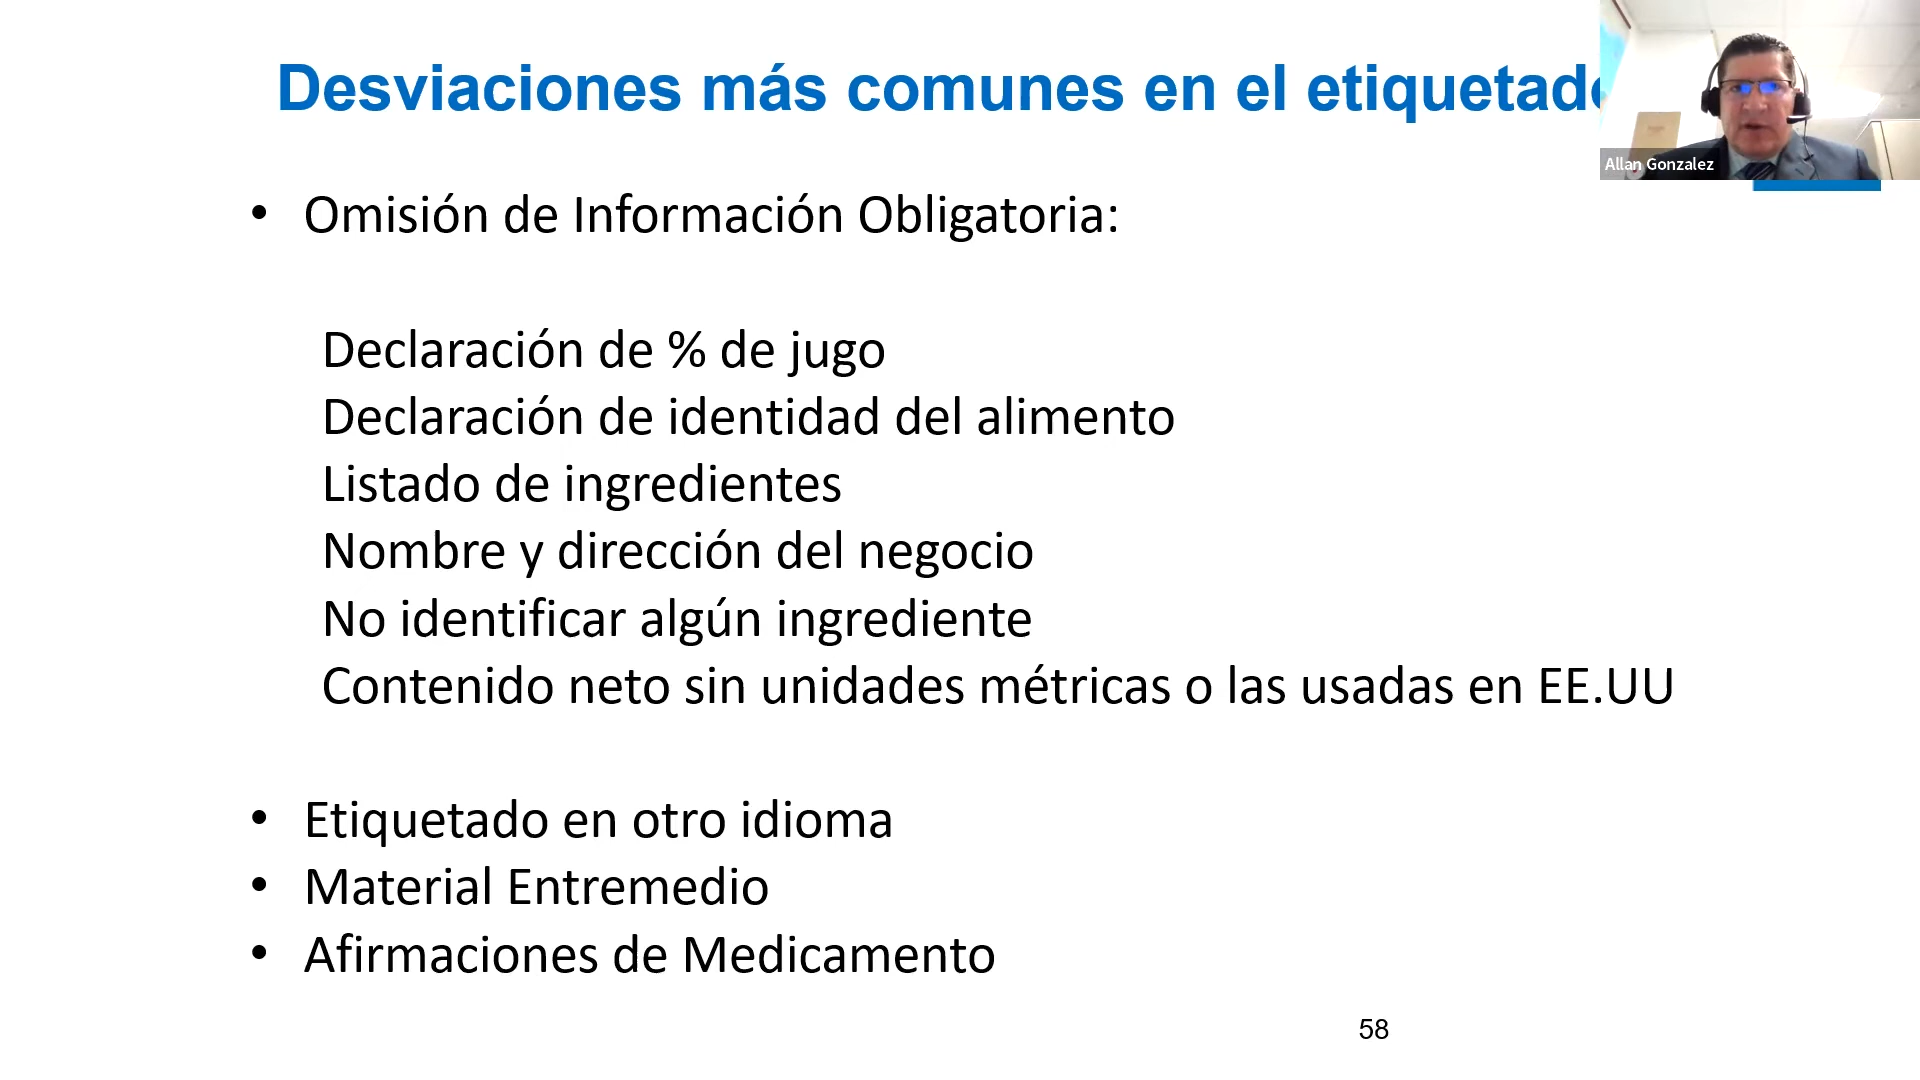 Desviaciones más comunes en el etiquetado
Allan Gonzalez
• Omisión de Información Obligatoria:
Declaración de % de jugo
Declaración de identidad del alimento
Listado de ingredientes
Nombre y dirección del negocio
No identificar algún ingrediente
Contenido neto sin unidades métricas o las usadas en EE.UU
• Etiquetado en otro idioma
• Material Entremedio
• Afirmaciones de Medicamento
58